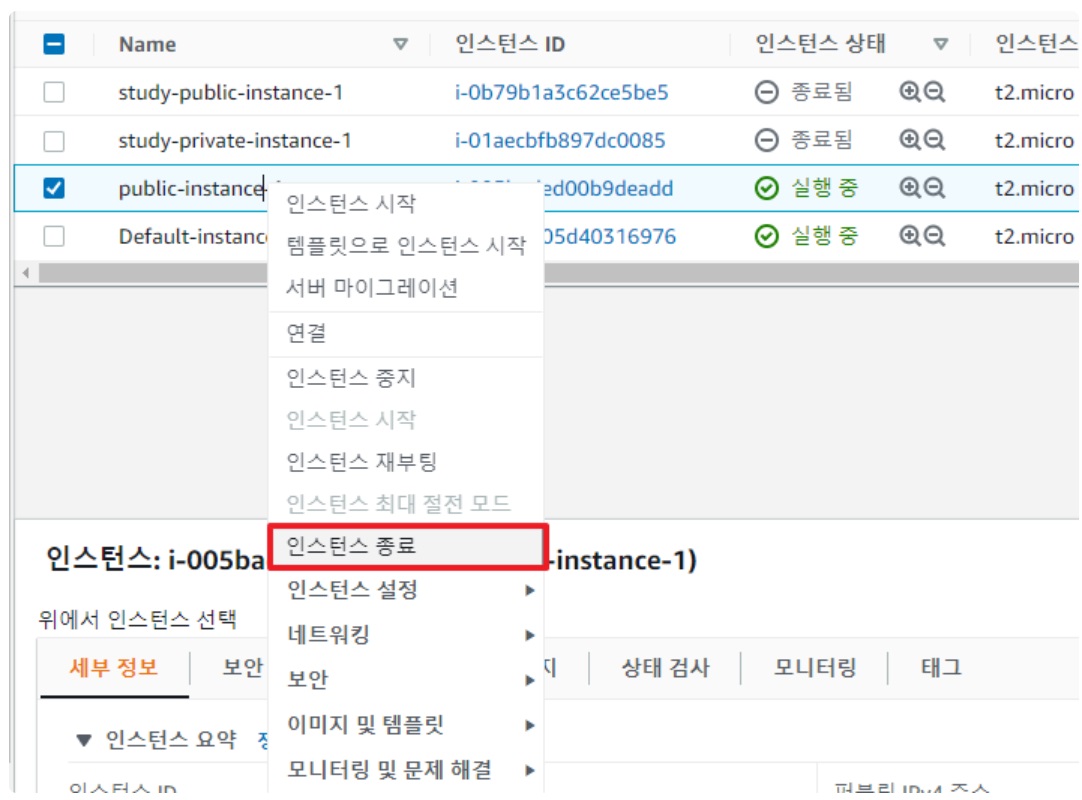 Name 인스턴스 ID 인스턴스 상태 인스턴스
study-public-instance-1 i-0b79b1a3c62ce5be5 종료됨 t2.micro
study-private-instance-1 i-01aecbfb897dc0085 종료됨 t2.micro
public-instance ed00b9deadd 실행 중 t2.micro
Default-instanc 05d40316976 실행 중 t2.micro
인스턴스 시작
템플릿으로 인스턴스 시작
서버 마이그레이션
연결
인스턴스 중지
인스턴스 시작
인스턴스 재부팅
인스턴스 최대 절전 모드
인스턴스 종료
인스턴스 설정
네트워킹
보안
이미지 및 템플릿
모니터링 및 문제 해결
인스턴스: i-005ba -instance-1)
위에서 인스턴스 선택
세부 정보 보안 상태 검사 모니터링 태그
인스턴스 요약
인스턴스 ID 퍼블릭 IPv4 주소